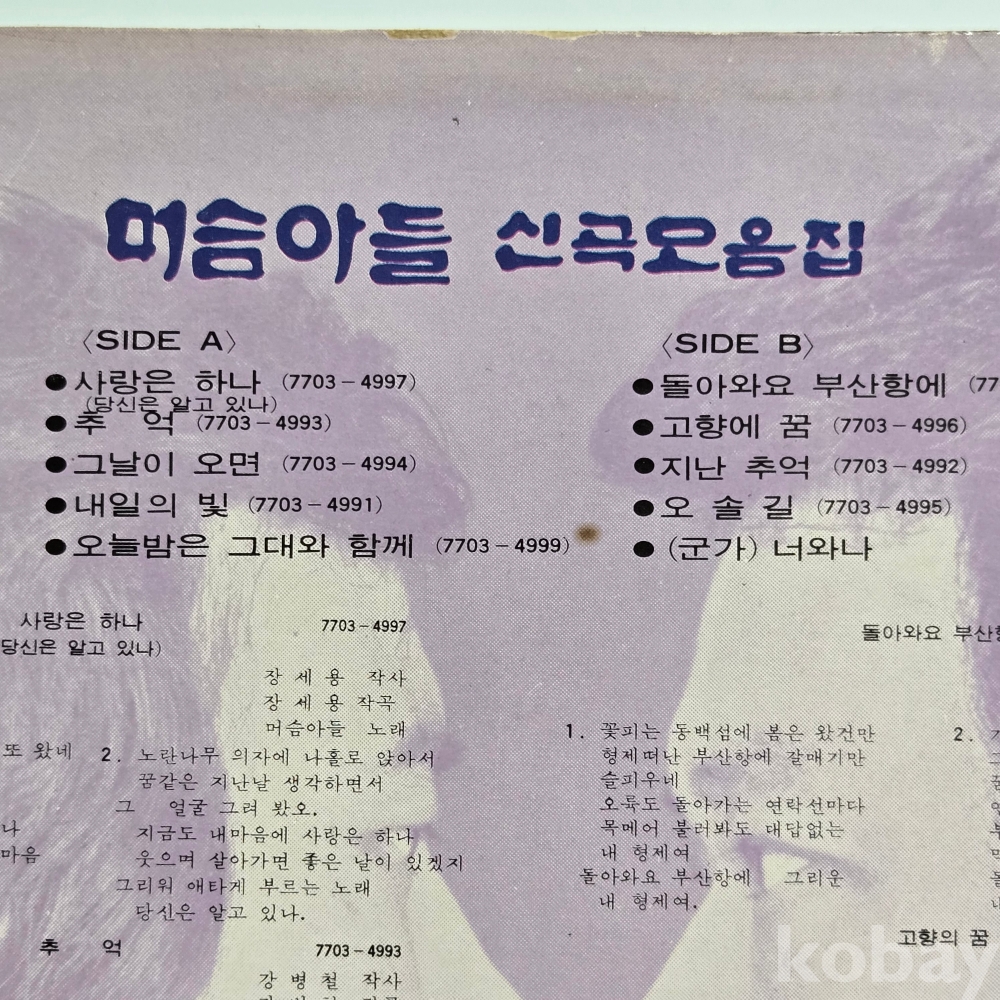 머슴아들 신곡모음집
〈SIDE A〉
●사랑은 하나 (7703-4997)
(당신은 알고 있나)
●추 억 (7703-4993)
●그날이 오면 (7703-4994)
●내일의 빛 (7703-4991)
●오늘밤은 그대와 함께 (7703-4999)
〈SIDE B〉
●돌아와요 부산항에 (77
●고향에 꿈 (7703-4996)
●지난 추억 (7703-4992)
●오 솔 길 (7703-4995)
●(군가) 너와나
사랑은 하나 7703-4997
당신은 알고 있나)
장 세 용 작사
장 세 용 작곡
머슴아들 노래
또 왔네
나
마음
2. 노란나무 의자에 나홀로 앉아서
꿈같은 지난날 생각하면서
그 얼굴 그려 봤오.
지금도 내마음에 사랑은 하나
웃으며 살아가면 좋은 날이 있겠지
그리워 애타게 부르는 노래
당신은 알고 있나.
추 억 7703-4993
강 병 철 작사
돌아와요 부산항
1. 꽃피는 동백섬에 봄은 왔건만
형제떠난 부산항에 갈매기만
슬피우네
오륙도 돌아가는 연락선마다
목메어 불러봐도 대답없는
내 형제여
돌아와요 부산항에 그리운
내 형제여.
2.
고향의 꿈
kobay